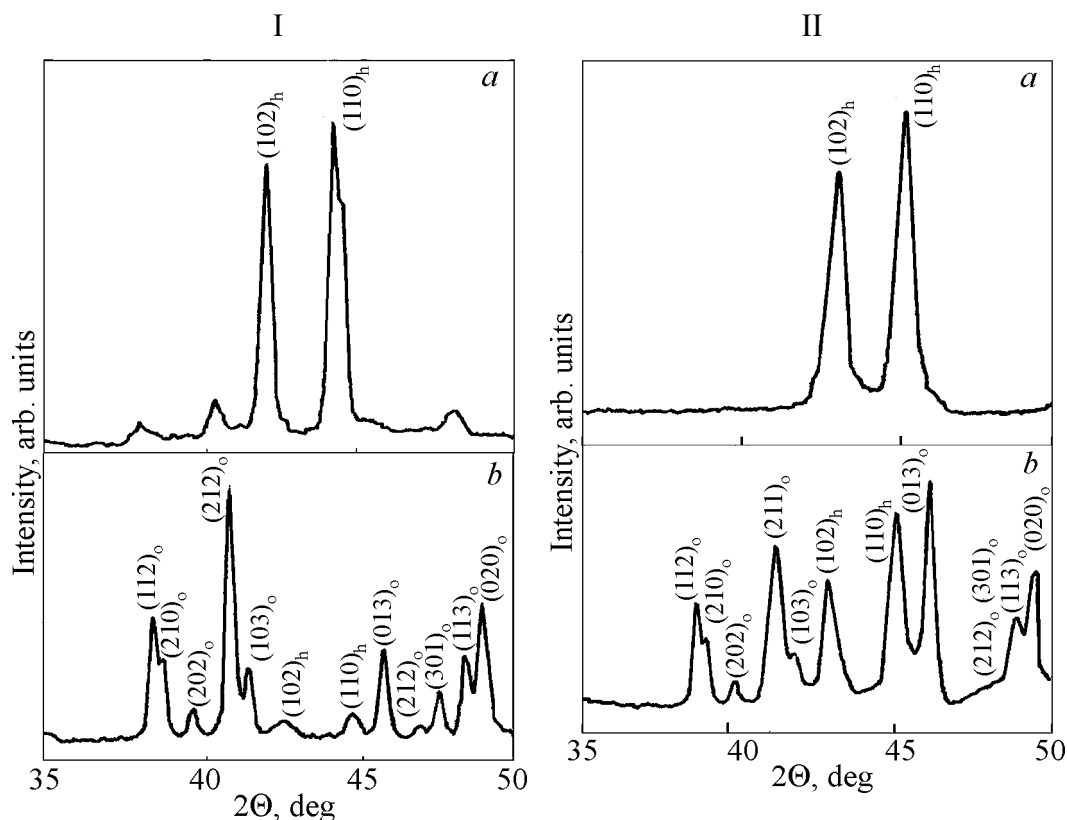 I
II
a
(102)h
(110)h
a
(102)h
(110)h
Intensity, arb. units
b
(112)o
(210)o
(202)o
(212)o
(103)o
(102)h
(110)h
(013)o
(212)o
(301)o
(113)o
(020)o
35
40
45
50
2Θ, deg
Intensity, arb. units
b
(112)o
(210)o
(202)o
(211)o
(103)o
(102)h
(110)h
(013)o
(212)o
(301)o
(113)o
(020)o
35
40
45
50
2Θ, deg